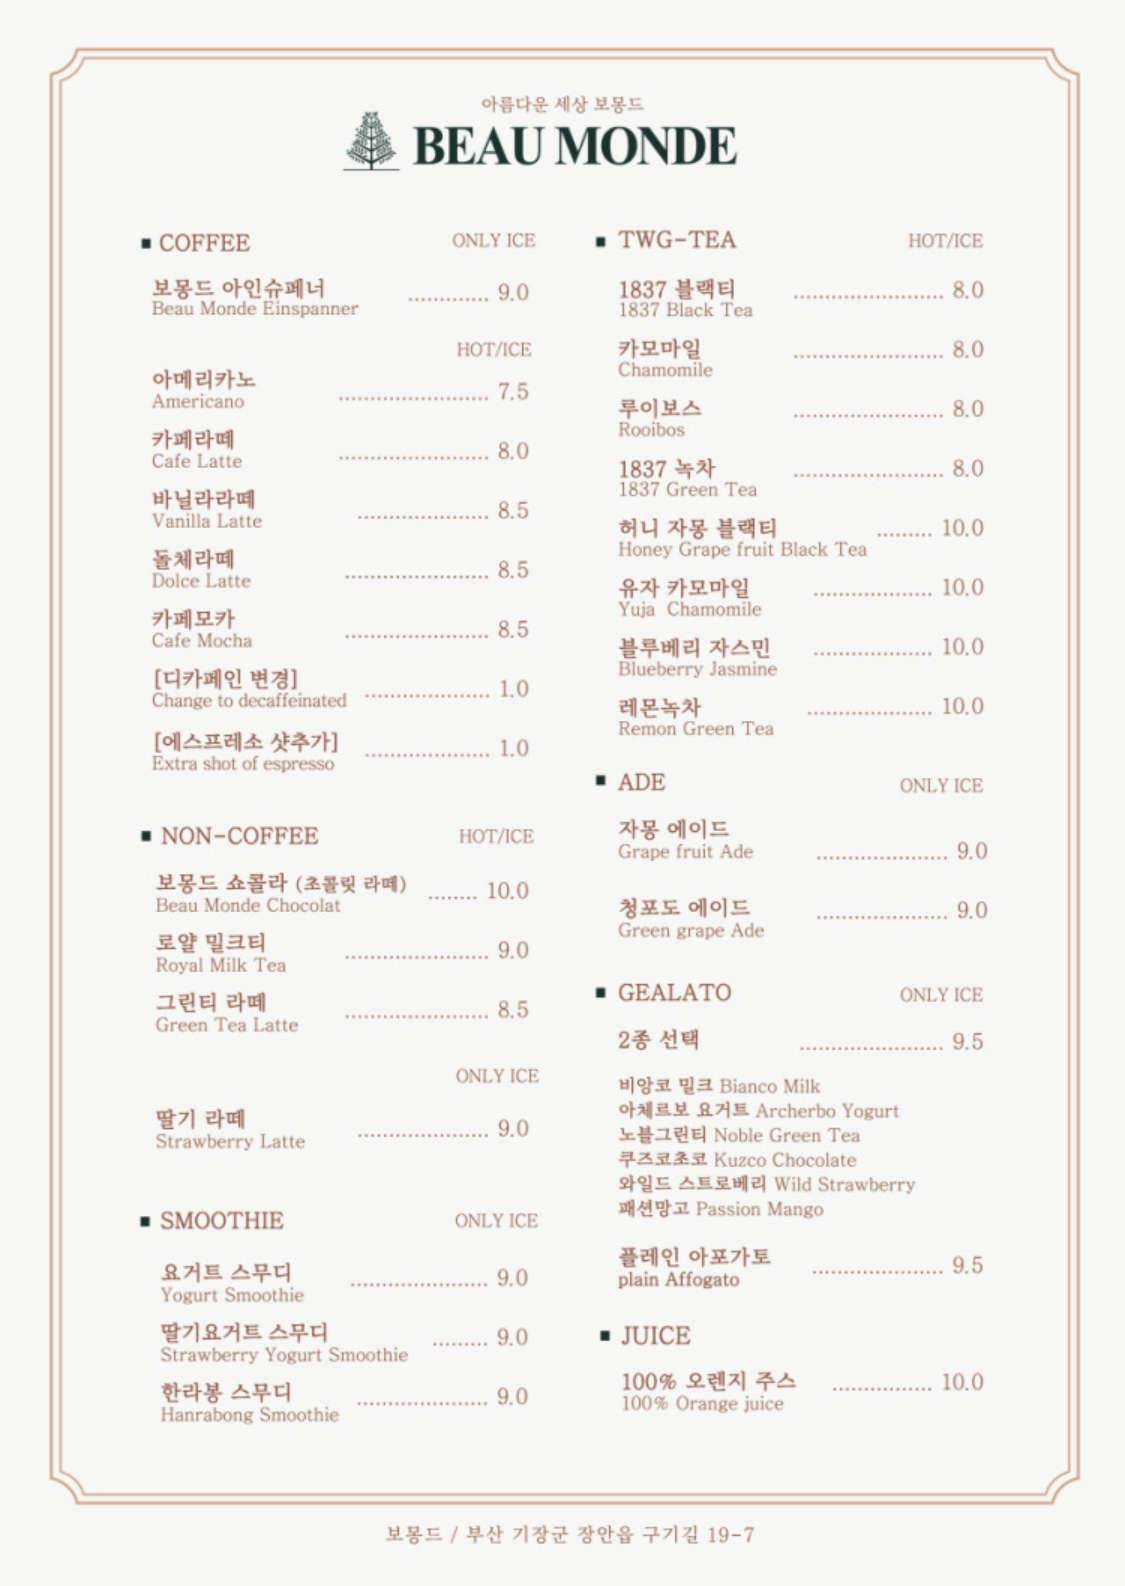 아름다운 세상 보몽드
BEAU MONDE
COFFEE ONLY ICE
보몽드 아인슈페너
Beau Monde Einspanner ............ 9.0
HOT/ICE
아메리카노
Americano ............ 7.5
카페라떼
Cafe Latte ............ 8.0
바닐라라떼
Vanilla Latte ............ 8.5
돌체라떼
Dolce Latte ............ 8.5
카페모카
Cafe Mocha ............ 8.5
[디카페인 변경]
Change to decaffeinated ............ 1.0
[에스프레소 샷추가]
Extra shot of espresso ............ 1.0
NON-COFFEE HOT/ICE
보몽드 쇼콜라 (초콜릿 라떼)
Beau Monde Chocolat ........ 10.0
로얄 밀크티
Royal Milk Tea ............ 9.0
그린티 라떼
Green Tea Latte ............ 8.5
ONLY ICE
딸기 라떼
Strawberry Latte ............ 9.0
SMOOTHIE ONLY ICE
요거트 스무디
Yogurt Smoothie ............ 9.0
딸기요거트 스무디
Strawberry Yogurt Smoothie ......... 9.0
한라봉 스무디
Hanrabong Smoothie ............ 9.0
TWG-TEA HOT/ICE
1837 블랙티
1837 Black Tea ............ 8.0
카모마일
Chamomile ............ 8.0
루이보스
Rooibos ............ 8.0
1837 녹차
1837 Green Tea ............ 8.0
허니 자몽 블랙티
Honey Grape fruit Black Tea ......... 10.0
유자 카모마일
Yuja Chamomile ............ 10.0
블루베리 자스민
Blueberry Jasmine ............ 10.0
레몬녹차
Remon Green Tea ............ 10.0
ADE ONLY ICE
자몽 에이드
Grape fruit Ade ............ 9.0
청포도 에이드
Green grape Ade ............ 9.0
GEALATO ONLY ICE
2종 선택 ............ 9.5
비앙코 밀크 Bianco Milk
아체르보 요거트 Archerbo Yogurt
노블그린티 Noble Green Tea
쿠즈코초코 Kuzco Chocolate
와일드 스트로베리 Wild Strawberry
패션망고 Passion Mango
플레인 아포가토
plain Affogato ............ 9.5
JUICE
100% 오렌지 주스
100% Orange juice ............ 10.0
보몽드 / 부산 기장군 장안읍 구기길 19-7